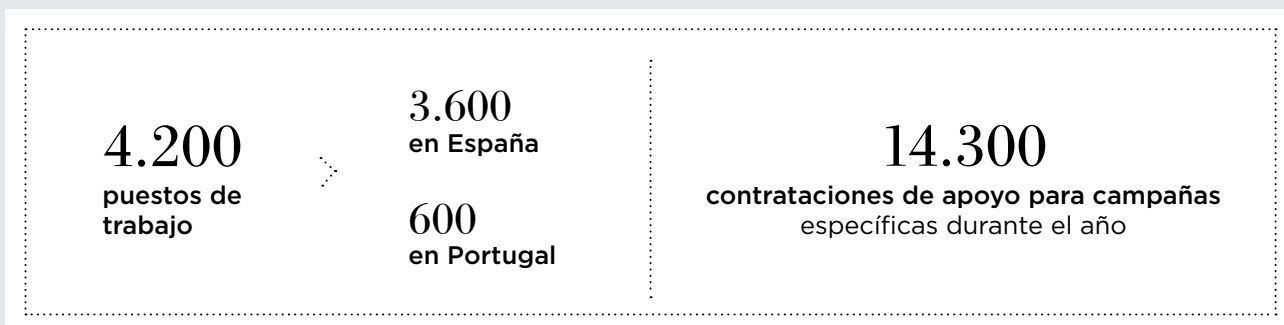 4.200
puestos de
trabajo
3.600
en España
600
en Portugal
14.300
contrataciones de apoyo para campañas
específicas durante el año